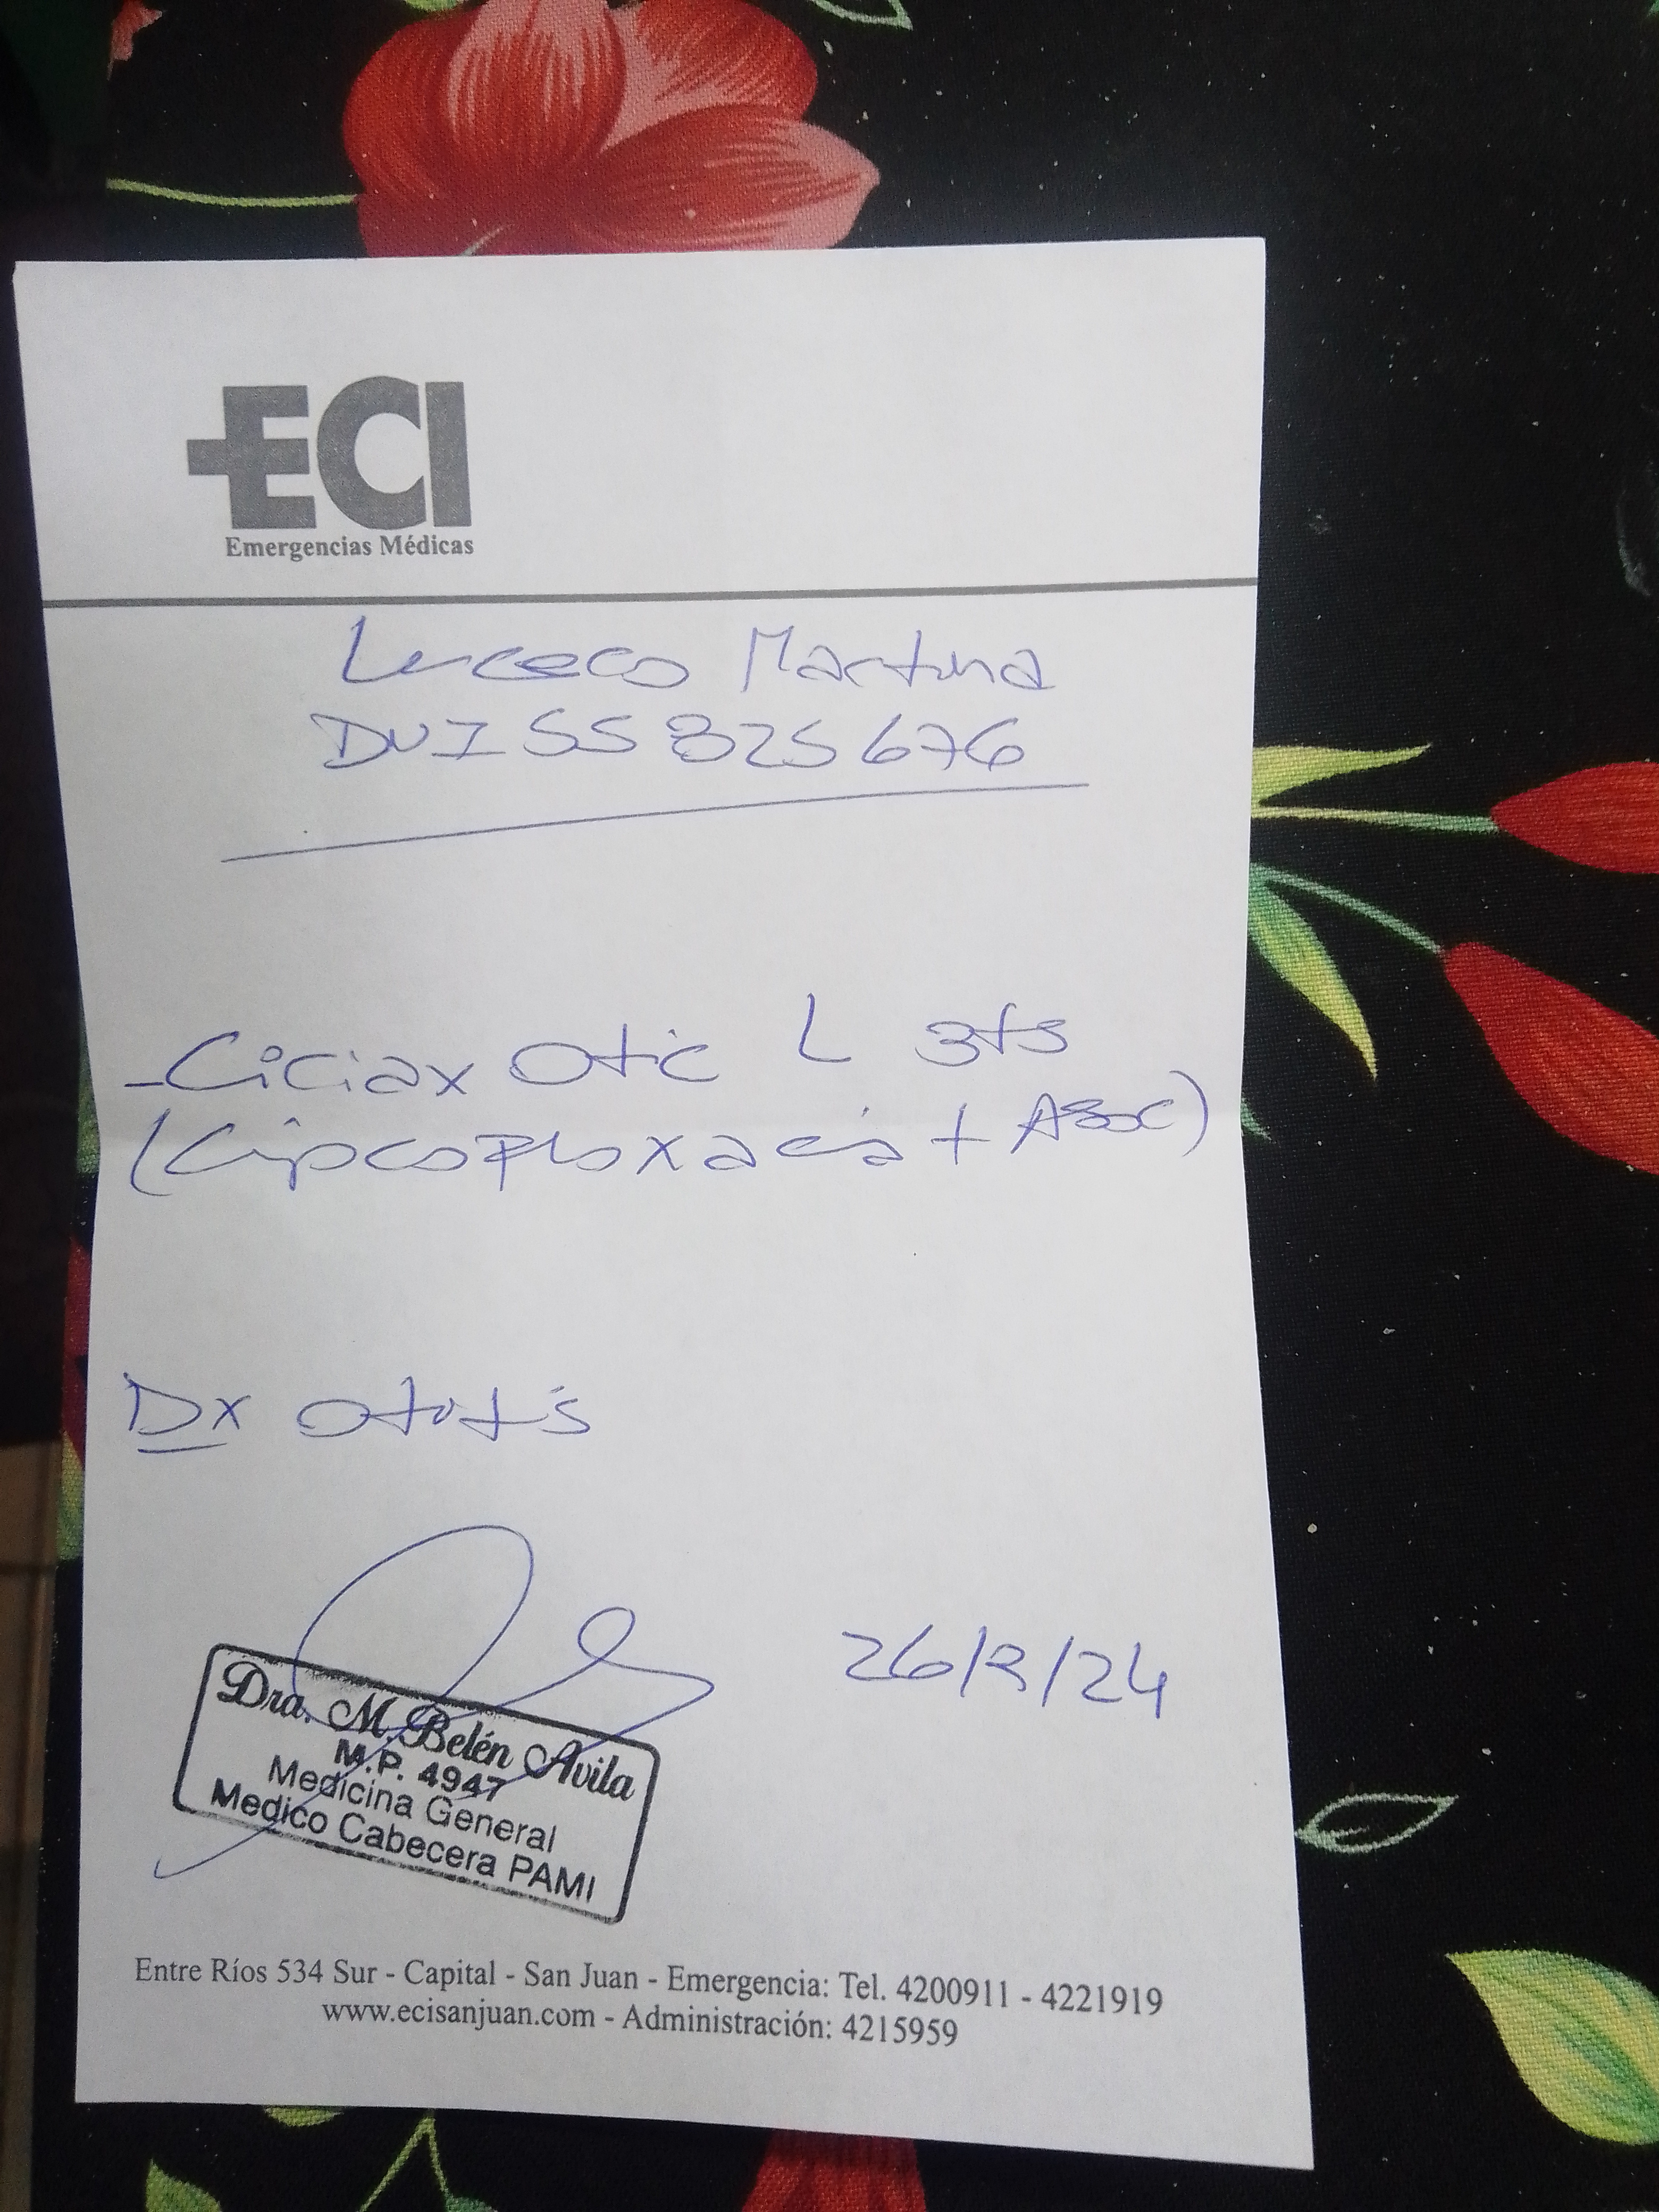 ECI
Emergencias Médicas
Lucero Martina
DNI 55 825 676
- Ciriax Otic L fts
(Ciprofloxacina + Asoc)
Dx Otitis
26/ /24
Dra. M. Belén Avila
M.P. 4947
Medicina General
Medico Cabecera PAMI
Entre Ríos 534 Sur - Capital - San Juan - Emergencia: Tel. 4200911 - 4221919
www.ecisanjuan.com - Administración: 4215959